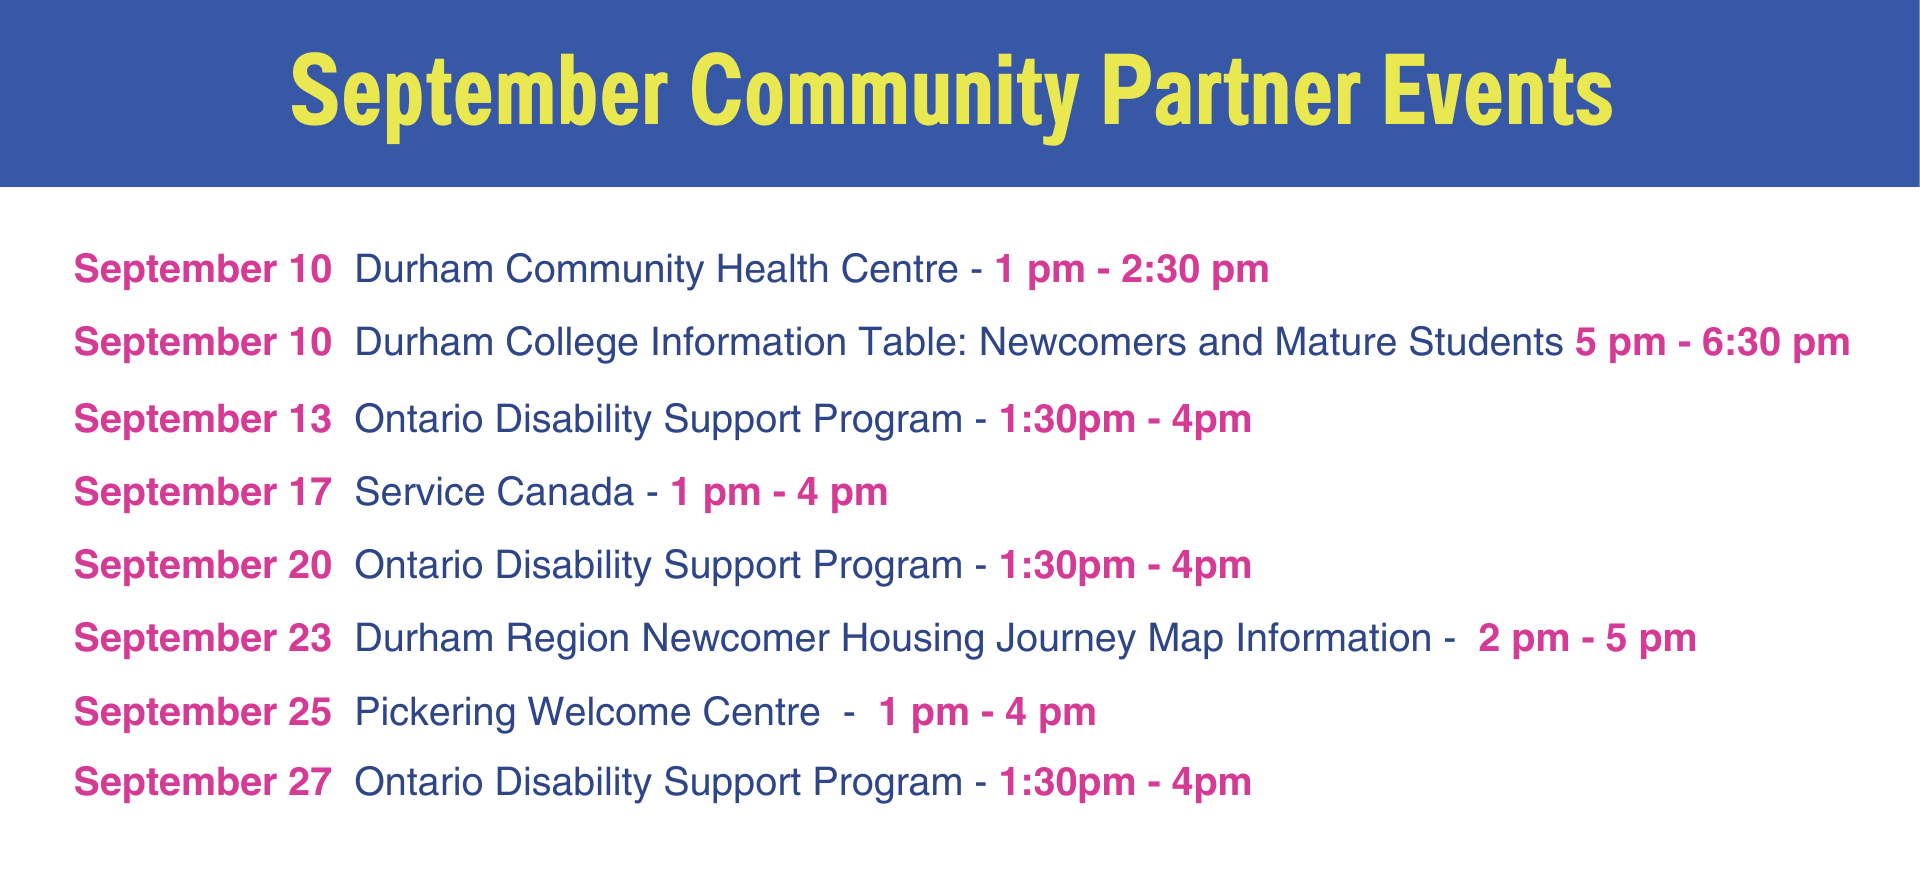 September Community Partner Events
September 10 Durham Community Health Centre - 1 pm - 2:30 pm
September 10 Durham College Information Table: Newcomers and Mature Students 5 pm - 6:30 pm
September 13 Ontario Disability Support Program - 1:30pm - 4pm
September 17 Service Canada - 1 pm - 4 pm
September 20 Ontario Disability Support Program - 1:30pm - 4pm
September 23 Durham Region Newcomer Housing Journey Map Information - 2 pm - 5 pm
September 25 Pickering Welcome Centre - 1 pm - 4 pm
September 27 Ontario Disability Support Program - 1:30pm - 4pm